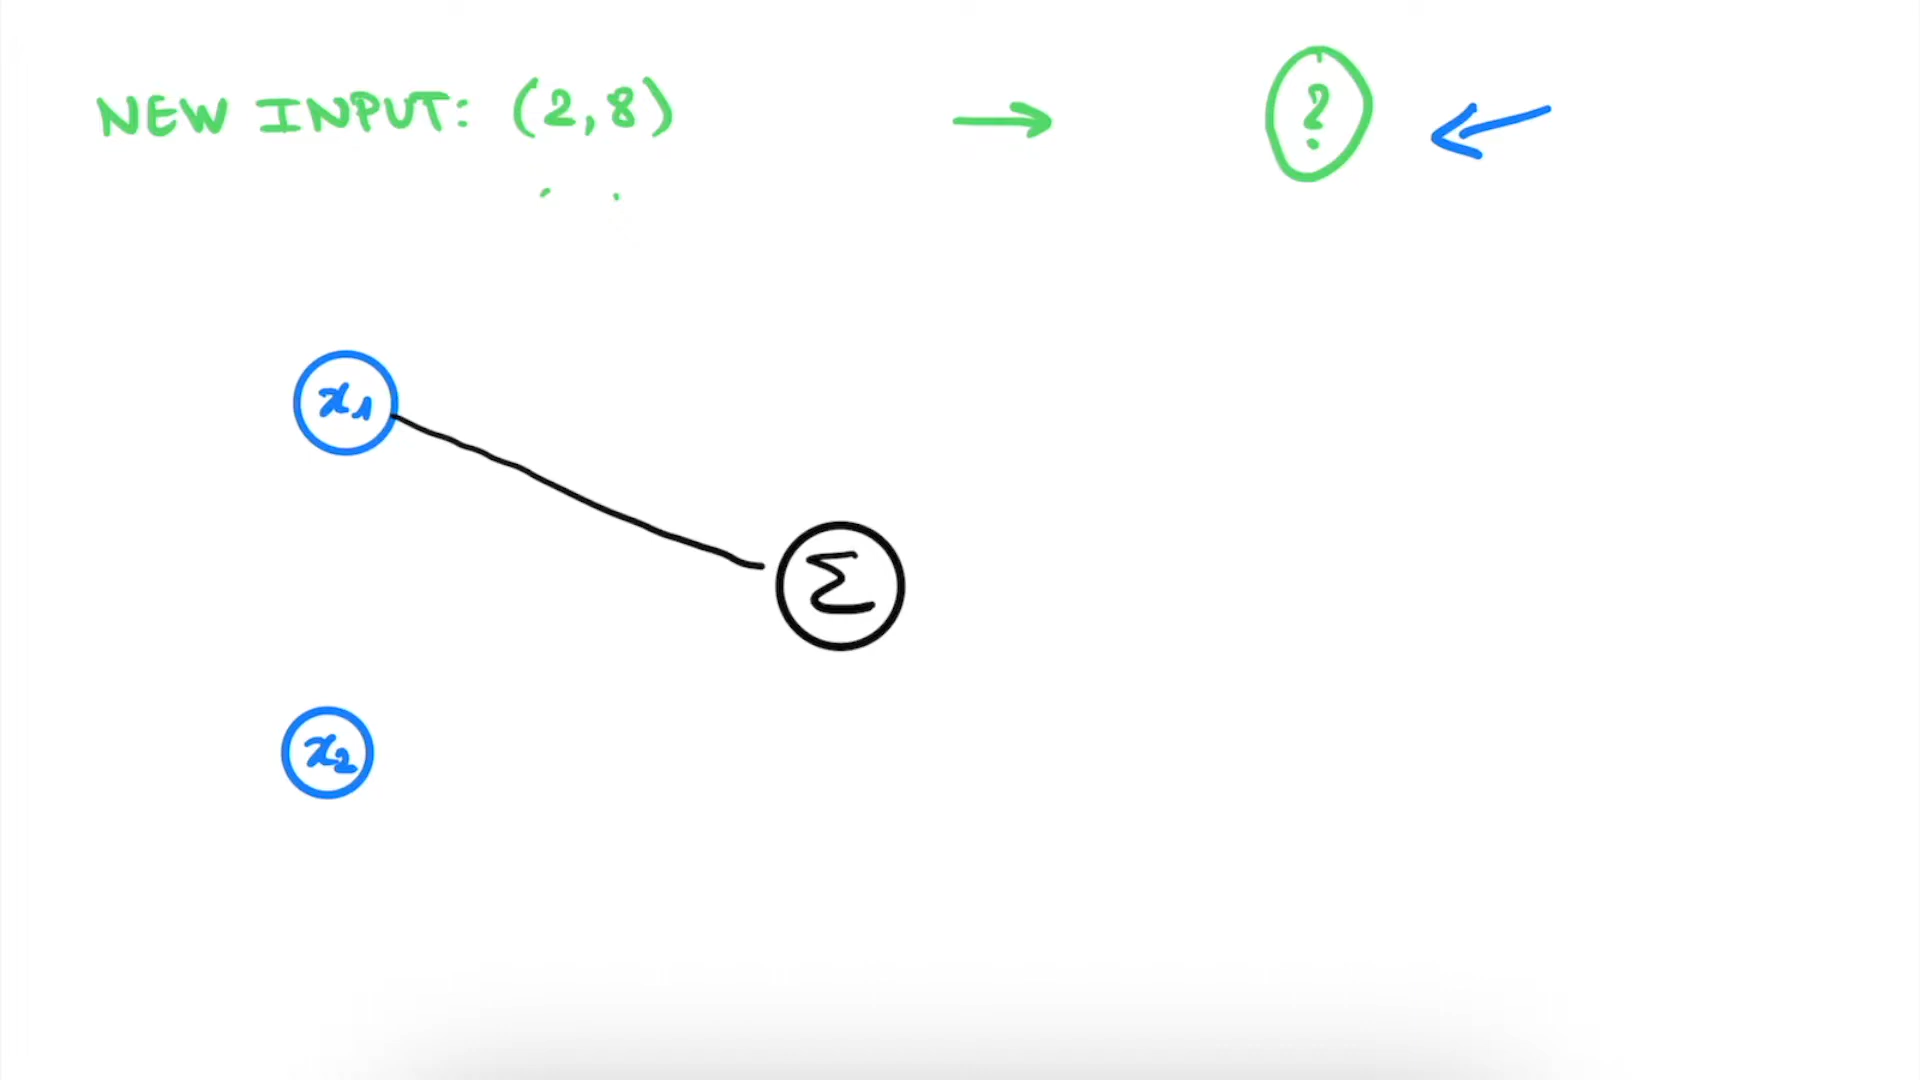 NEW INPUT: (2,8) → ?
x₁
Σ
x₂